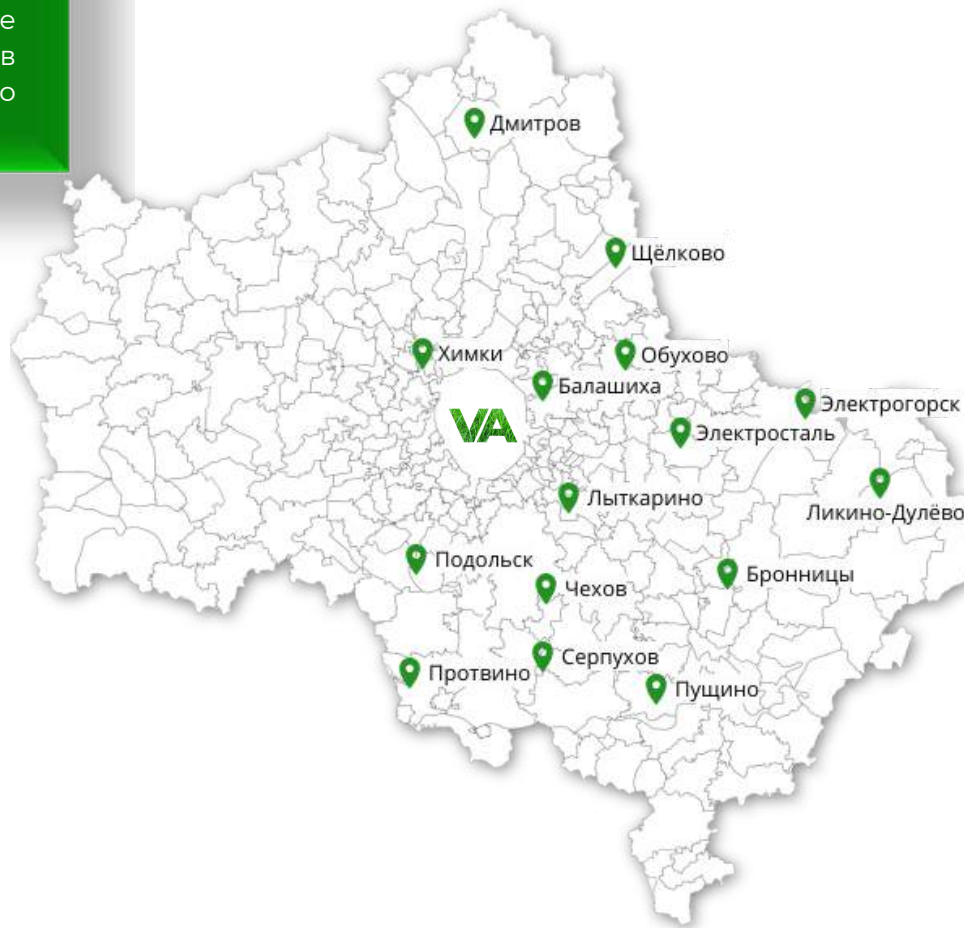 е
в
о
Дмитров
Щёлково
Химки
Обухово
Балашиха
Электрогорск
VA
Электросталь
Лыткарино
Ликино-Дулёво
Подольск
Бронницы
Чехов
Серпухов
Протвино
Пущино